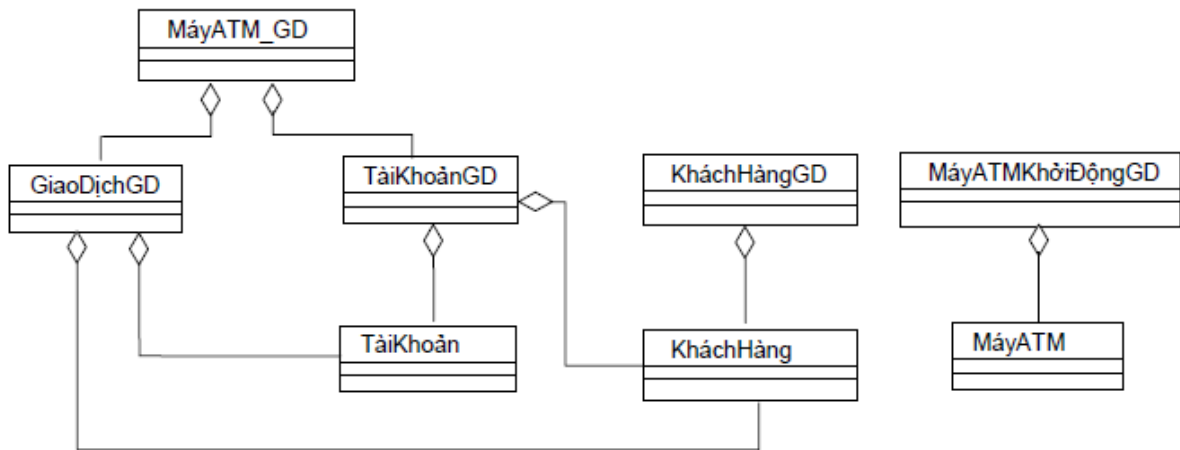 MáyATM_GD
GiaoDịchGD
TàiKhoảnGD
KháchHàngGD
MáyATMKhởiĐộngGD
TàiKhoản
KháchHàng
MáyATM